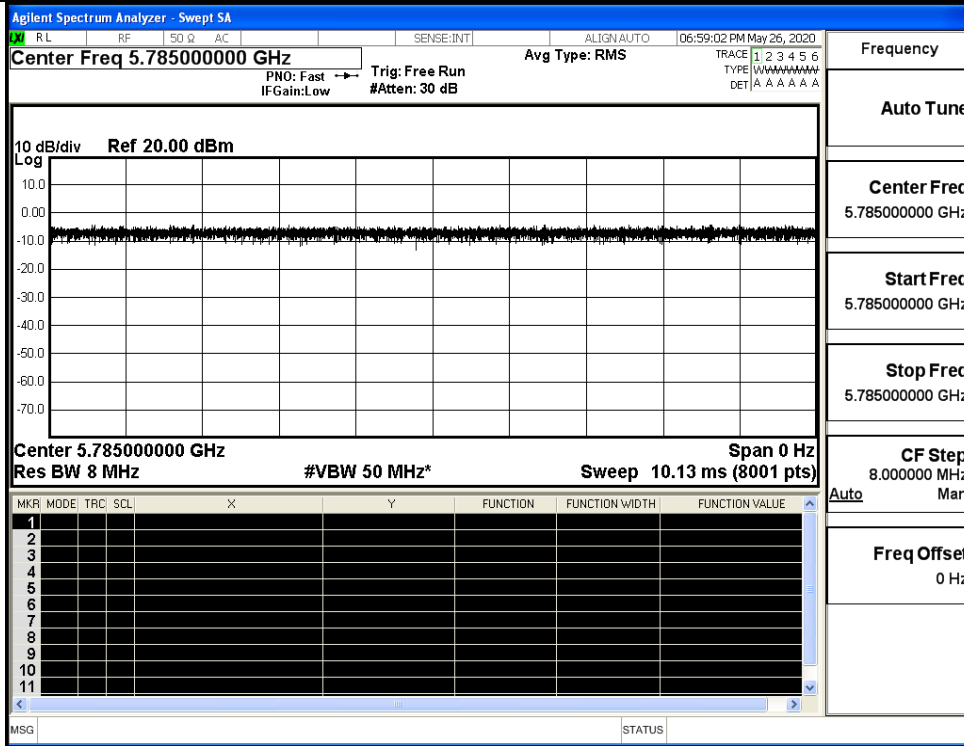 Agilent Spectrum Analyzer - Swept SA
LXI RL RF 50 Ω AC SENSE:INT ALIGN AUTO 06:59:02 PM May 26, 2020
Center Freq 5.785000000 GHz
PNO: Fast
IFGain:Low
Trig: Free Run
#Atten: 30 dB
Avg Type: RMS
TRACE 1 2 3 4 5 6
TYPE WWWWWW
DET A A A A A A
10 dB/div Ref 20.00 dBm
Log
10.0
0.00
-10.0
-20.0
-30.0
-40.0
-50.0
-60.0
-70.0
Center 5.785000000 GHz Span 0 Hz
Res BW 8 MHz #VBW 50 MHz* Sweep 10.13 ms (8001 pts)
MKR MODE TRC SCL X Y FUNCTION FUNCTION WIDTH FUNCTION VALUE
1
2
3
4
5
6
7
8
9
10
11
MSG STATUS
Frequency
Auto Tune
Center Freq
5.785000000 GHz
Start Freq
5.785000000 GHz
Stop Freq
5.785000000 GHz
CF Step
8.000000 MHz
Auto Man
Freq Offset
0 Hz